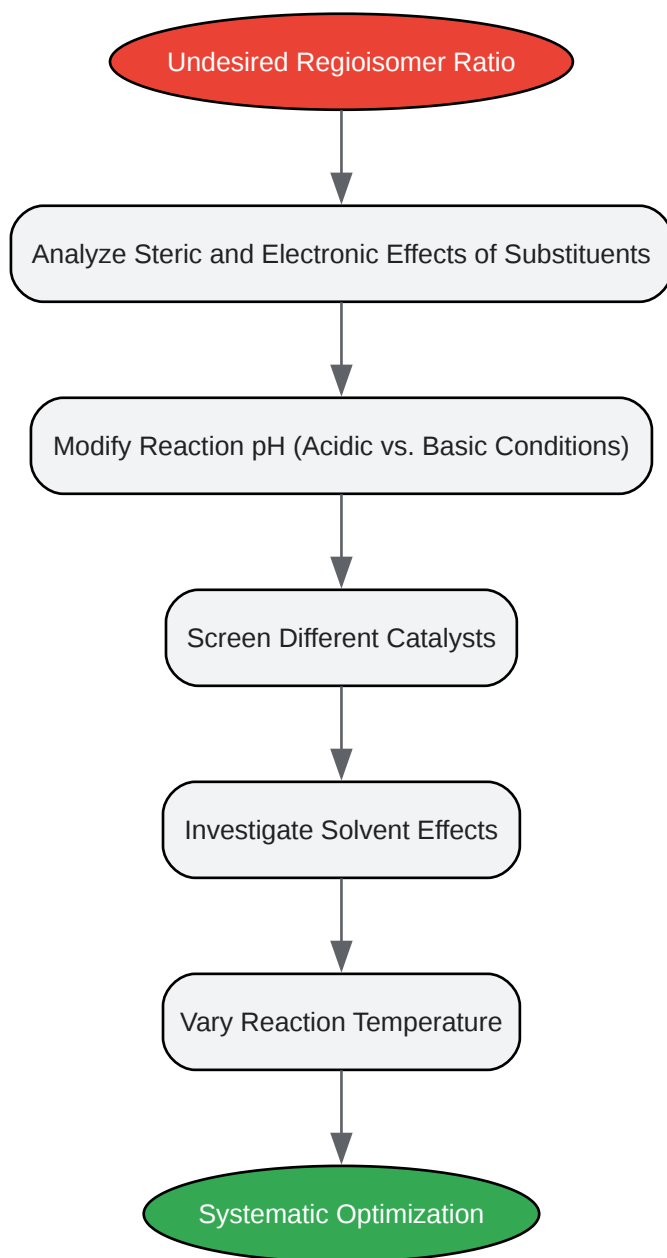 Undesired Regioisomer Ratio
Analyze Steric and Electronic Effects of Substituents
Modify Reaction pH (Acidic vs. Basic Conditions)
Screen Different Catalysts
Investigate Solvent Effects
Vary Reaction Temperature
Systematic Optimization